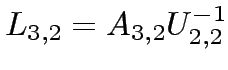 $L_{3,2} = A_{3,2} U_{2,2}^{-1}$